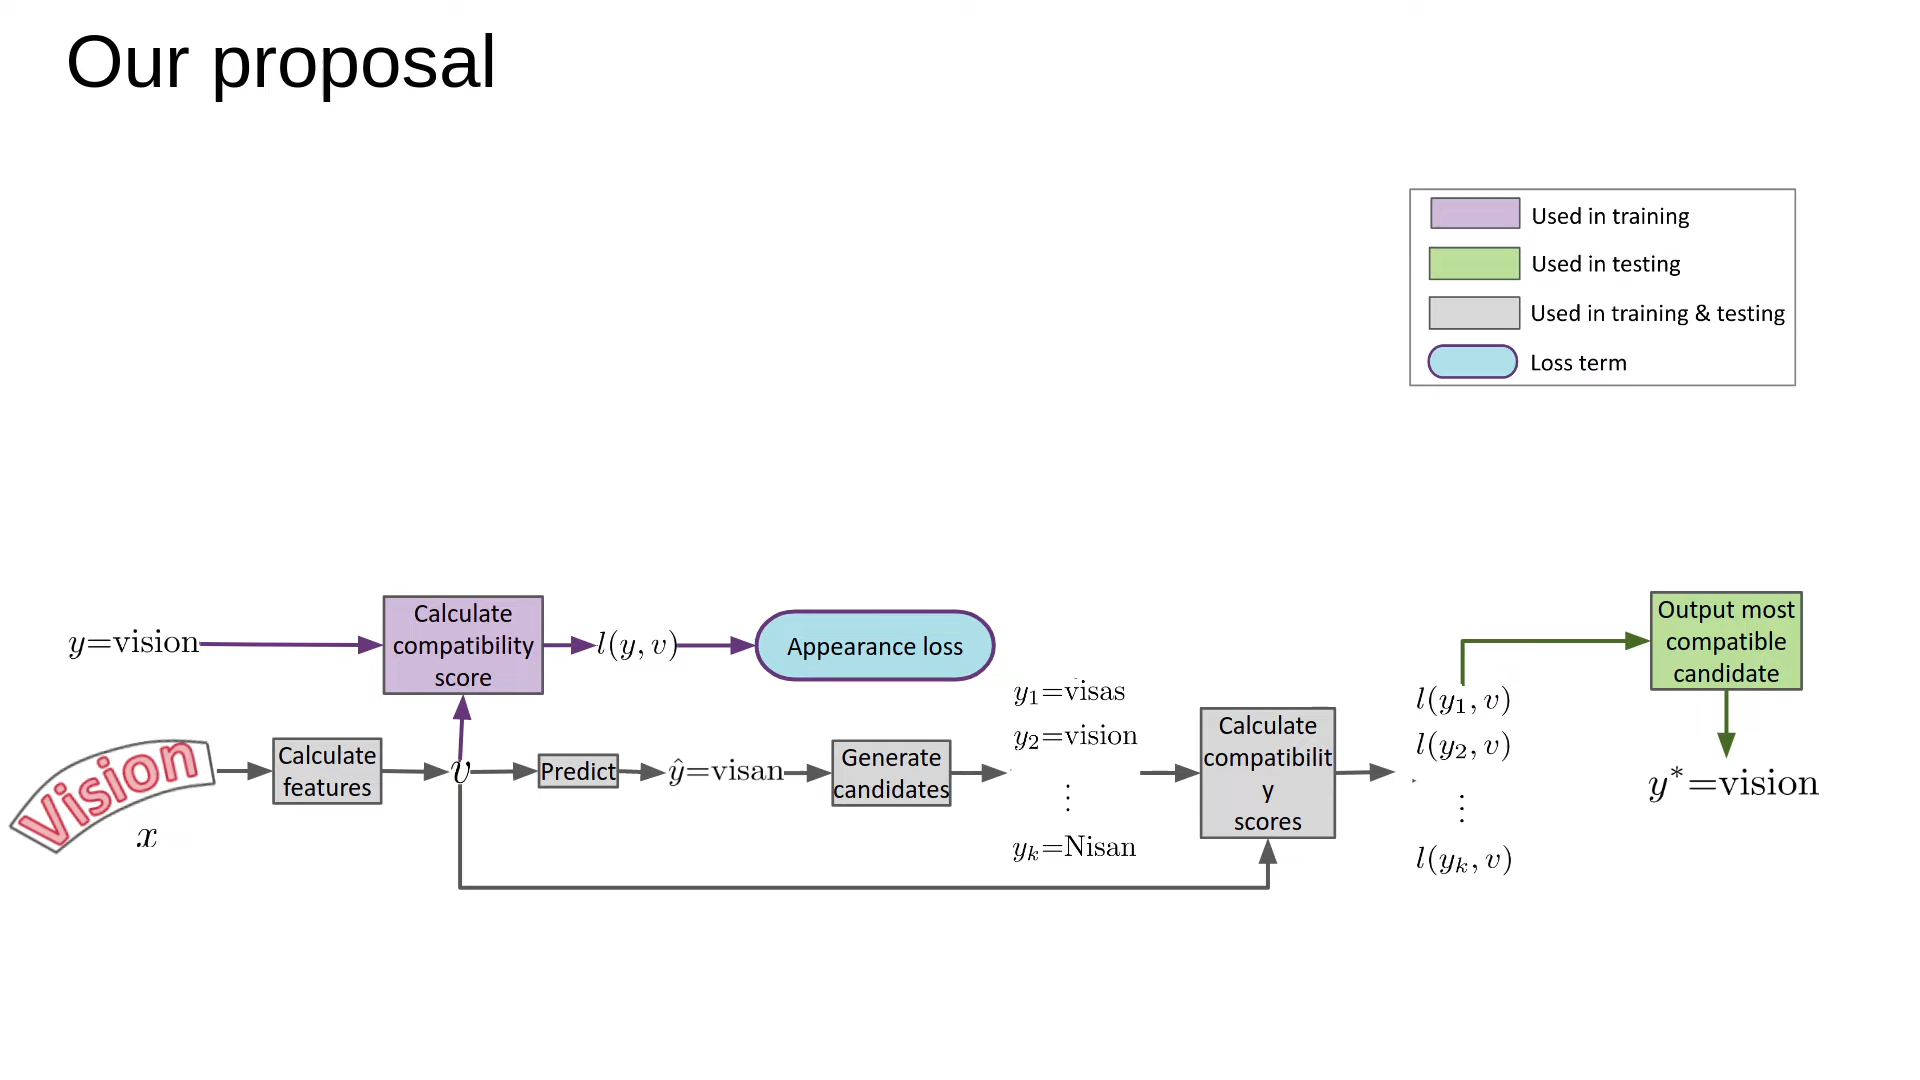 Our proposal
Used in training
Used in testing
Used in training & testing
Loss term
y=vision
Calculate
compatibility
score
l(y, v)
Appearance loss
Vision
x
Calculate
features
v
Predict
ŷ=visan
Generate
candidates
y₁=visas
y₂=vision
⋮
yₖ=Nisan
Calculate
compatibilit
y
scores
l(y₁, v)
l(y₂, v)
⋮
l(yₖ, v)
Output most
compatible
candidate
y*=vision